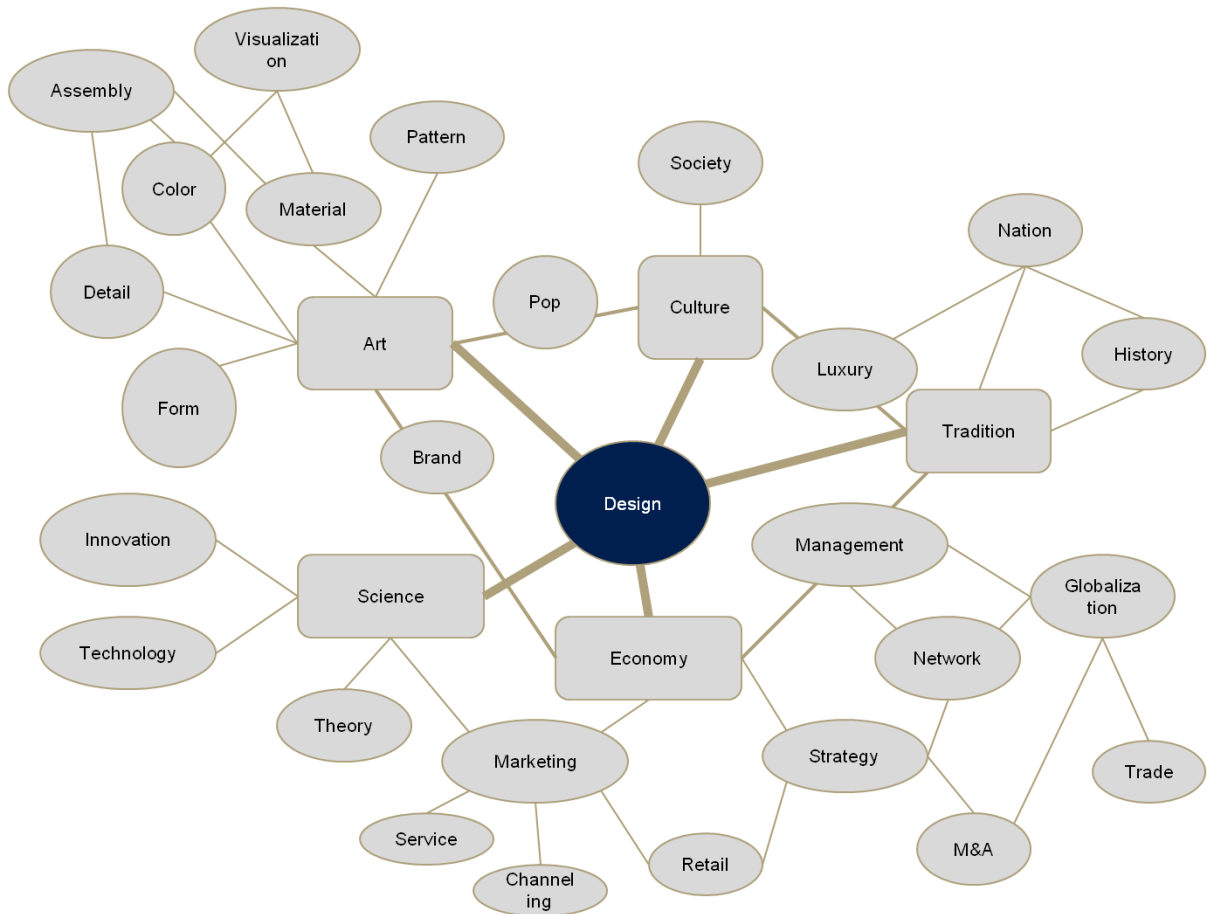 Visualizati
on
Assembly
Pattern
Society
Color
Material
Nation
Detail
Pop
Culture
Art
Luxury
History
Form
Brand
Tradition
Design
Innovation
Management
Science
Globaliza
tion
Technology
Economy
Network
Theory
Marketing
Strategy
Trade
Service
Retail
M&A
Channel
ing